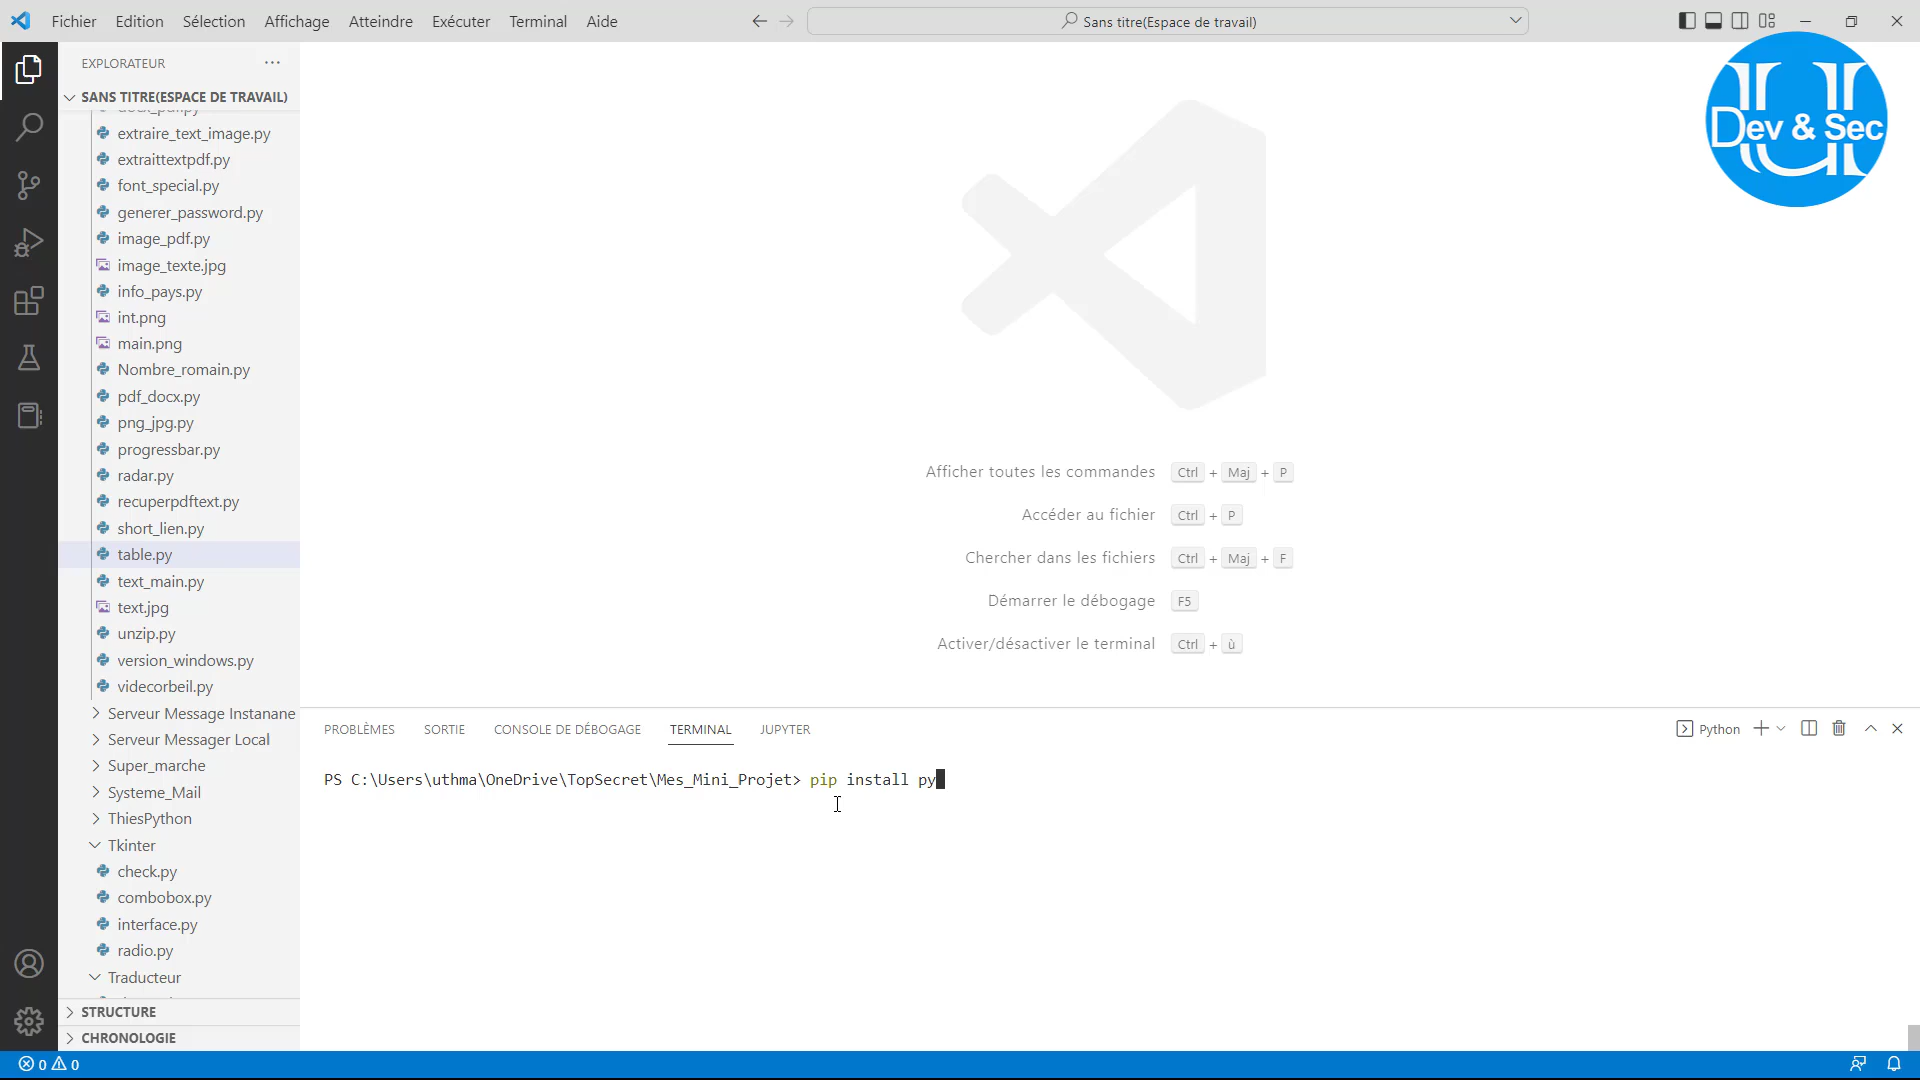 Fichier Edition Sélection Affichage Atteindre Exécuter Terminal Aide
Sans titre(Espace de travail)
EXPLORATEUR
SANS TITRE(ESPACE DE TRAVAIL)
extraire_text_image.py
extraittextpdf.py
font_special.py
generer_password.py
image_pdf.py
image_texte.jpg
info_pays.py
int.png
main.png
Nombre_romain.py
pdf_docx.py
png_jpg.py
progressbar.py
radar.py
recuperpdftext.py
short_lien.py
table.py
text_main.py
text.jpg
unzip.py
version_windows.py
videcorbeil.py
Serveur Message Instanane
Serveur Messager Local
Super_marche
Systeme_Mail
ThiesPython
Tkinter
check.py
combobox.py
interface.py
radio.py
Traducteur
STRUCTURE
CHRONOLOGIE
U
Dev & Sec
Afficher toutes les commandes Ctrl + Maj + P
Accéder au fichier Ctrl + P
Chercher dans les fichiers Ctrl + Maj + F
Démarrer le débogage F5
Activer/désactiver le terminal Ctrl + ù
PROBLÈMES SORTIE CONSOLE DE DÉBOGAGE TERMINAL JUPYTER
Python
PS C:\Users\uthma\OneDrive\TopSecret\Mes_Mini_Projet> pip install py
0 0